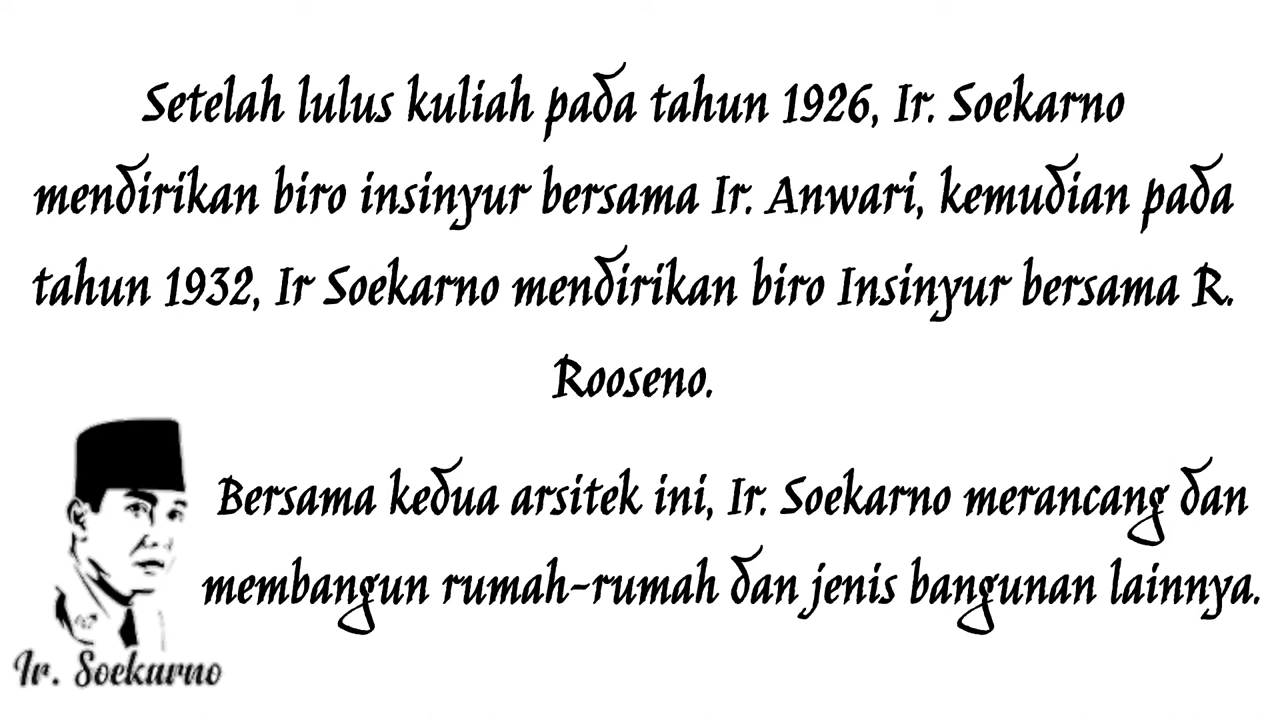 Setelah lulus kuliah pada tahun 1926, Ir. Soekarno
mendirikan biro insinyur bersama Ir. Anwari, kemudian pada
tahun 1932, Ir Soekarno mendirikan biro Insinyur bersama R.
Rooseno.
Bersama kedua arsitek ini, Ir. Soekarno merancang dan
membangun rumah-rumah dan jenis bangunan lainnya.
Ir. Soekarno